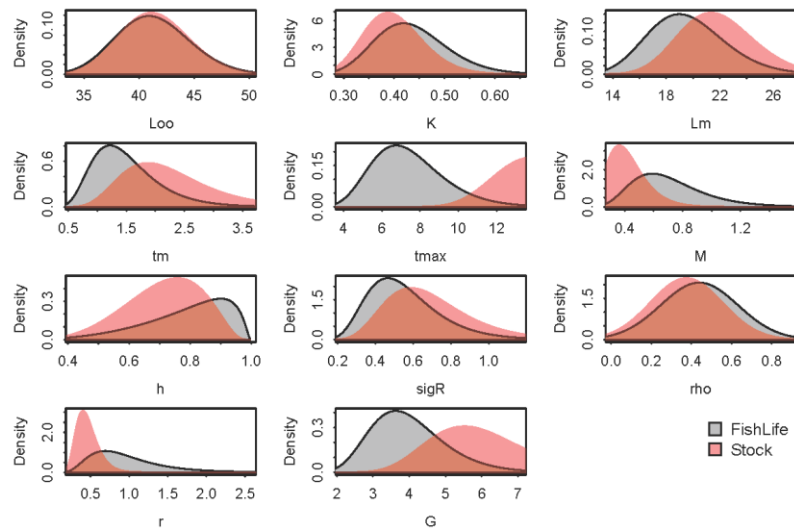 Density 0.00 0.10
35 40 45 50
Loo
Density 0 3 6
0.30 0.40 0.50 0.60
K
Density 0.00 0.10
14 18 22 26
Lm
Density 0.0 0.6
0.5 1.5 2.5 3.5
tm
Density 0.00 0.15
4 6 8 10 12
tmax
Density 0.0 2.0
0.4 0.8 1.2
M
Density 0.0 0.3
0.4 0.6 0.8 1.0
h
Density 0.0 1.5
0.2 0.4 0.6 0.8 1.0
sigR
Density 0.0 1.5
0.0 0.2 0.4 0.6 0.8
rho
Density 0.0 2.0
0.5 1.0 1.5 2.0 2.5
r
Density 0.0 0.3
2 3 4 5 6 7
G
FishLife
Stock